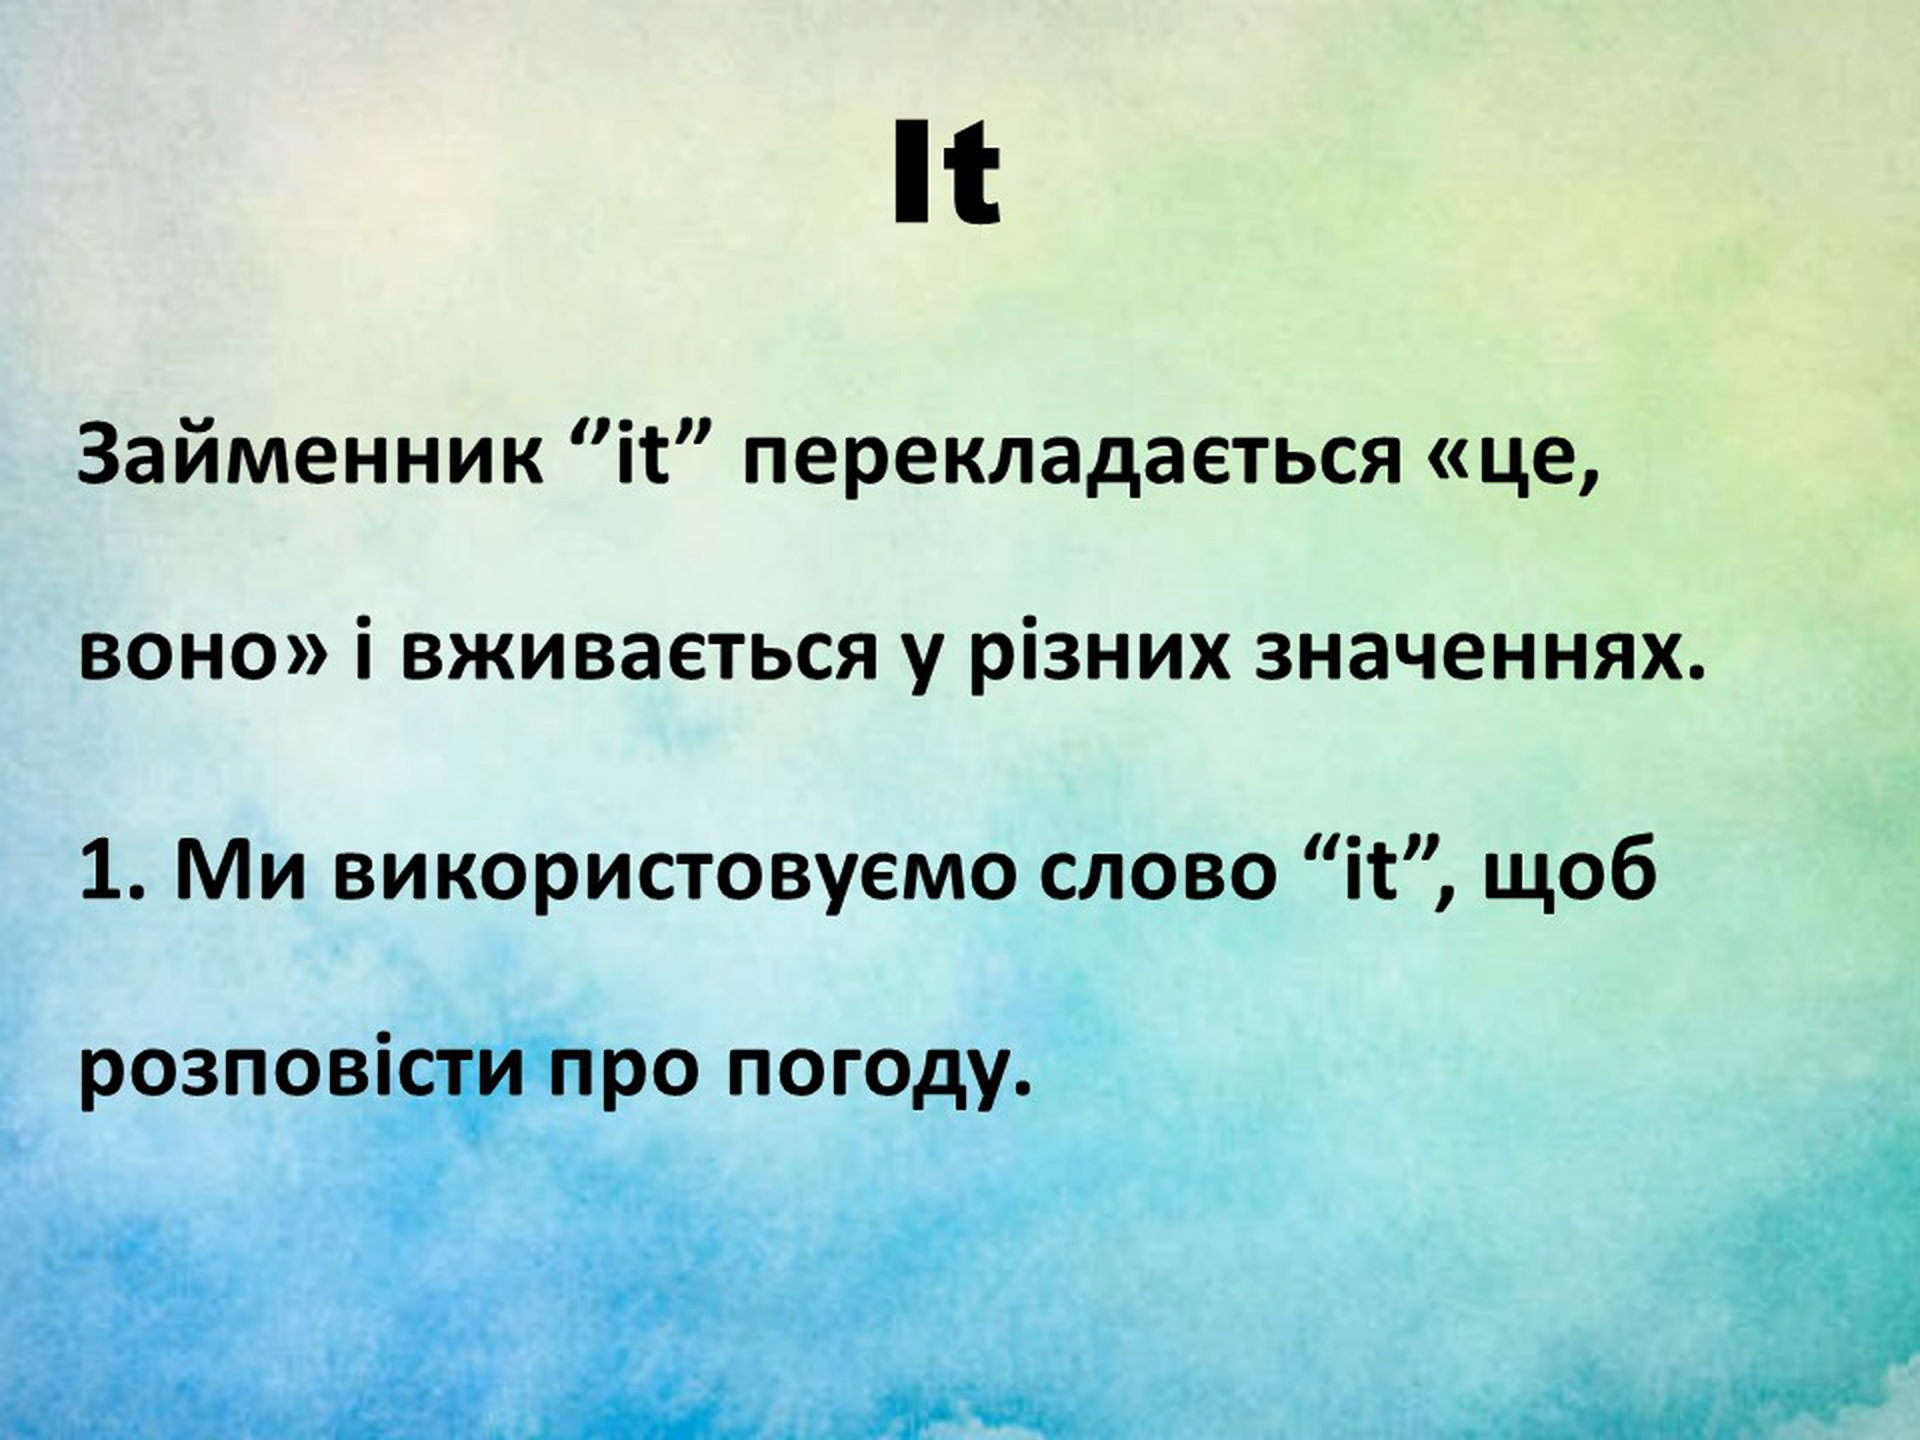 It
Займенник “it” перекладається «це,
воно» і вживається у різних значеннях.
1. Ми використовуємо слово “it”, щоб
розповісти про погоду.